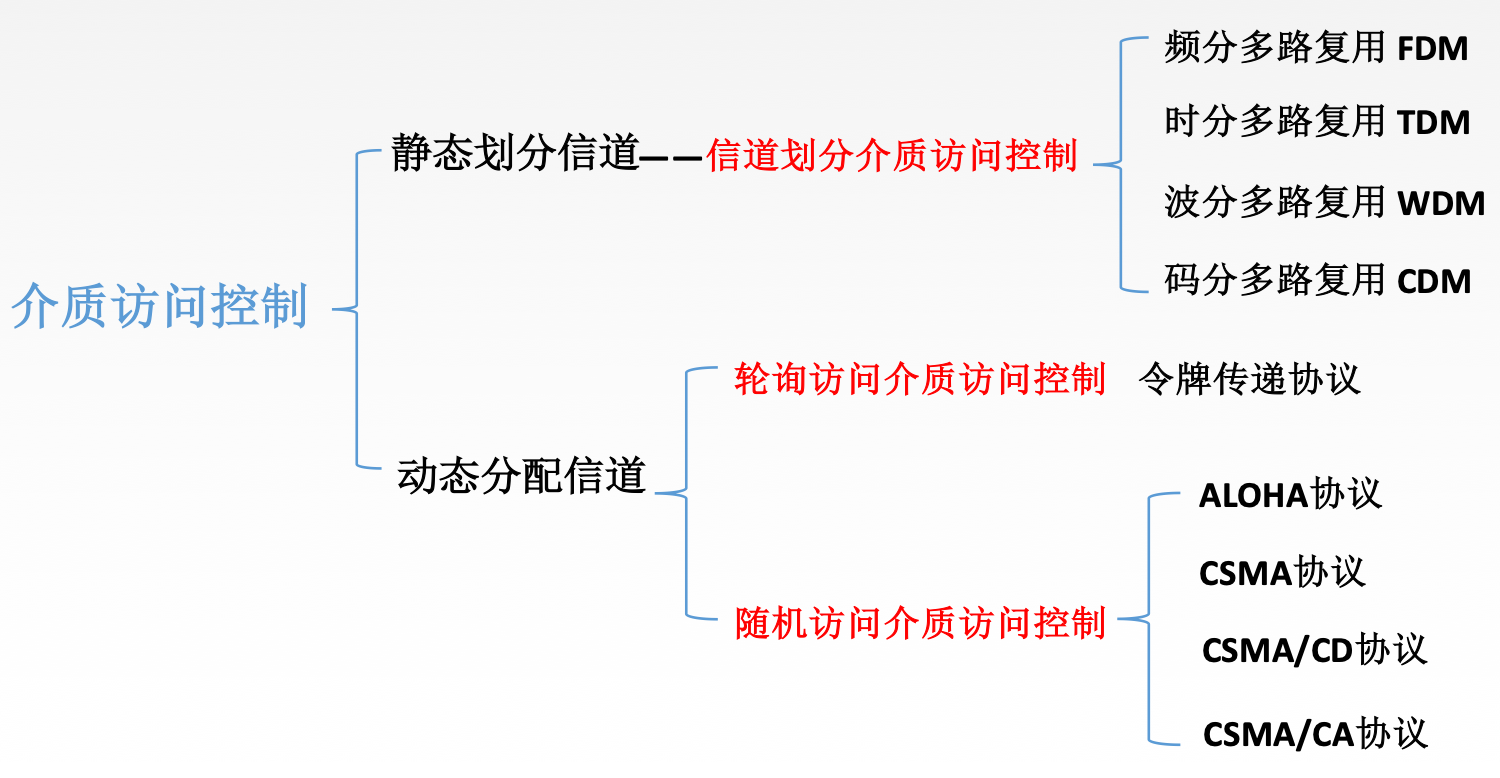 介质访问控制
静态划分信道——信道划分介质访问控制
频分多路复用 FDM
时分多路复用 TDM
波分多路复用 WDM
码分多路复用 CDM
动态分配信道
轮询访问介质访问控制 令牌传递协议
随机访问介质访问控制
ALOHA协议
CSMA协议
CSMA/CD协议
CSMA/CA协议